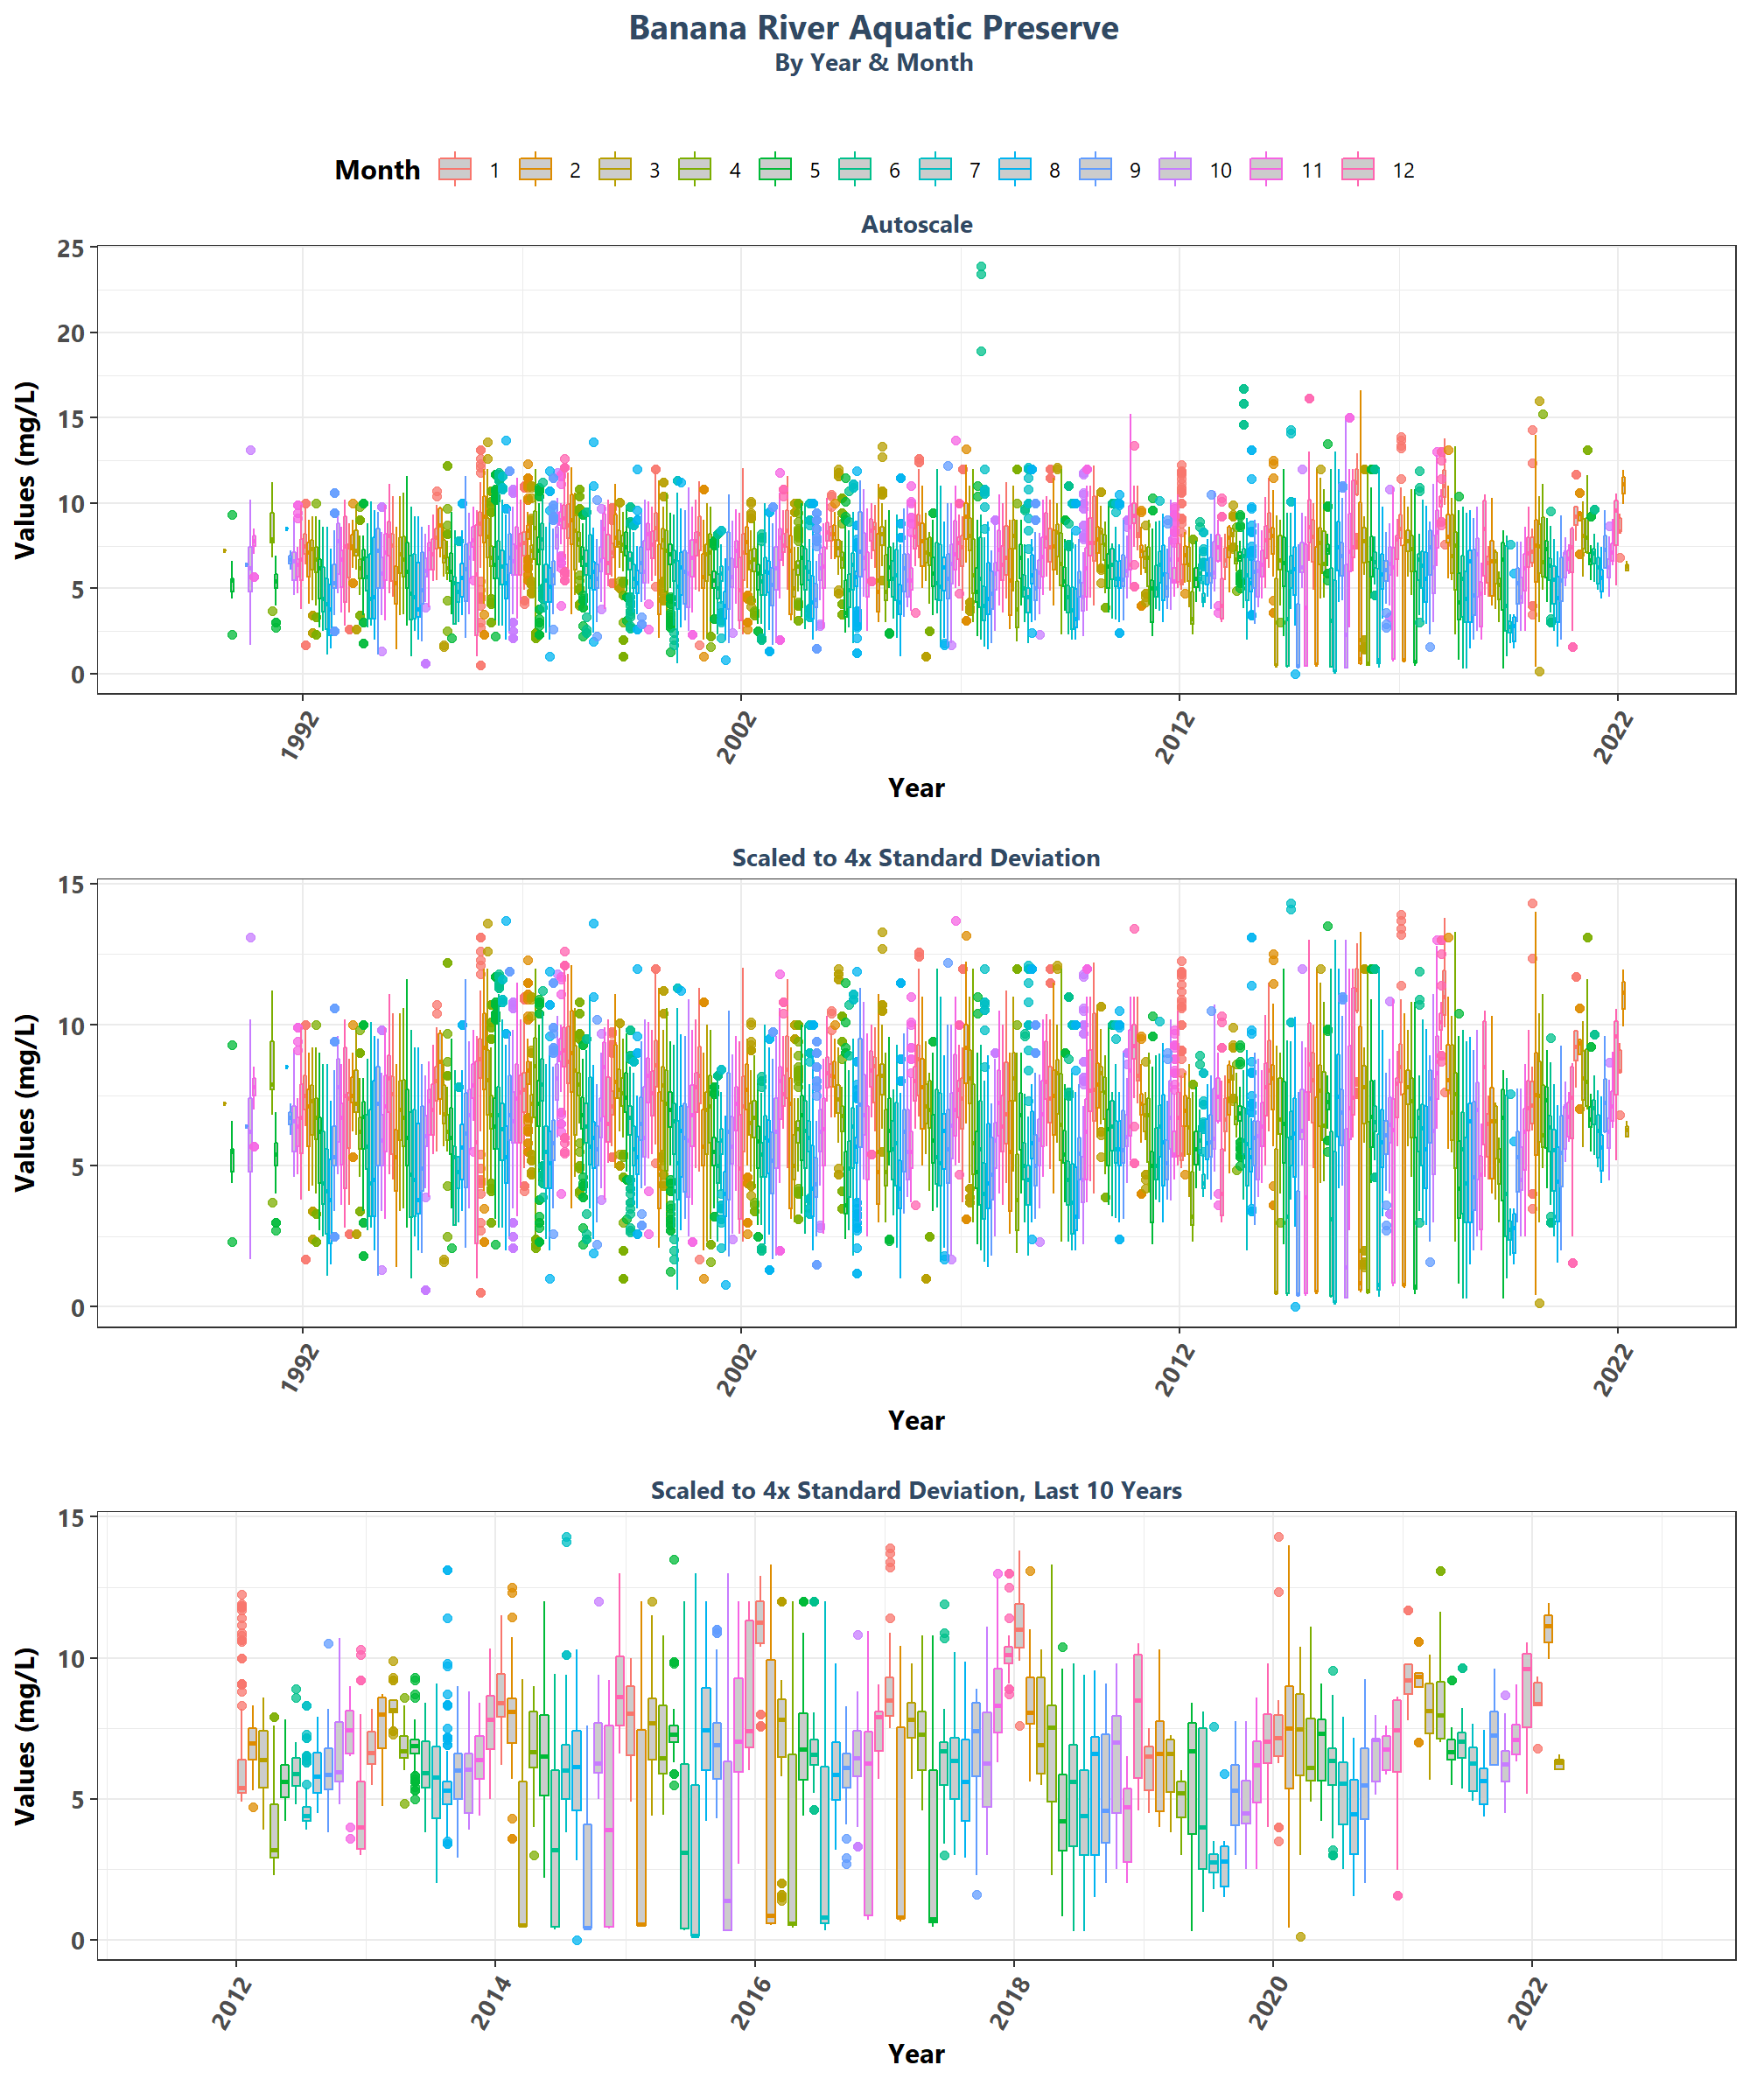 Banana River Aquatic Preserve
By Year & Month
Month 1 2 3 4 5 6 7 8 9 10 11 12
Autoscale
Values (mg/L)
25
20
15
10
5
0
1992 2002 2012 2022
Year
Scaled to 4x Standard Deviation
Values (mg/L)
15
10
5
0
1992 2002 2012 2022
Year
Scaled to 4x Standard Deviation, Last 10 Years
Values (mg/L)
15
10
5
0
2012 2014 2016 2018 2020 2022
Year